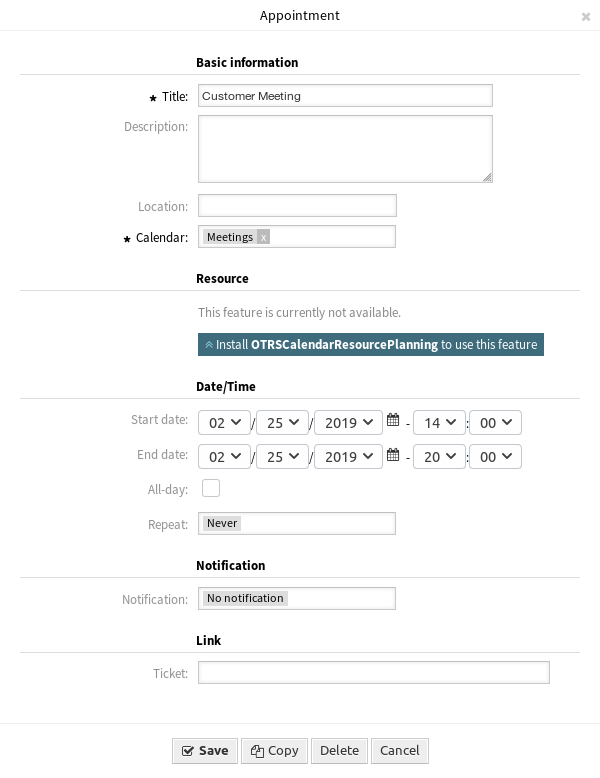 Appointment ×
Basic information
★ Title: Customer Meeting
Description:
Location:
★ Calendar: Meetings x
Resource
This feature is currently not available.
Install OTRSCalendarResourcePlanning to use this feature
Date/Time
Start date: 02 / 25 / 2019 - 14 : 00
End date: 02 / 25 / 2019 - 20 : 00
All-day:
Repeat: Never
Notification
Notification: No notification
Link
Ticket:
Save Copy Delete Cancel